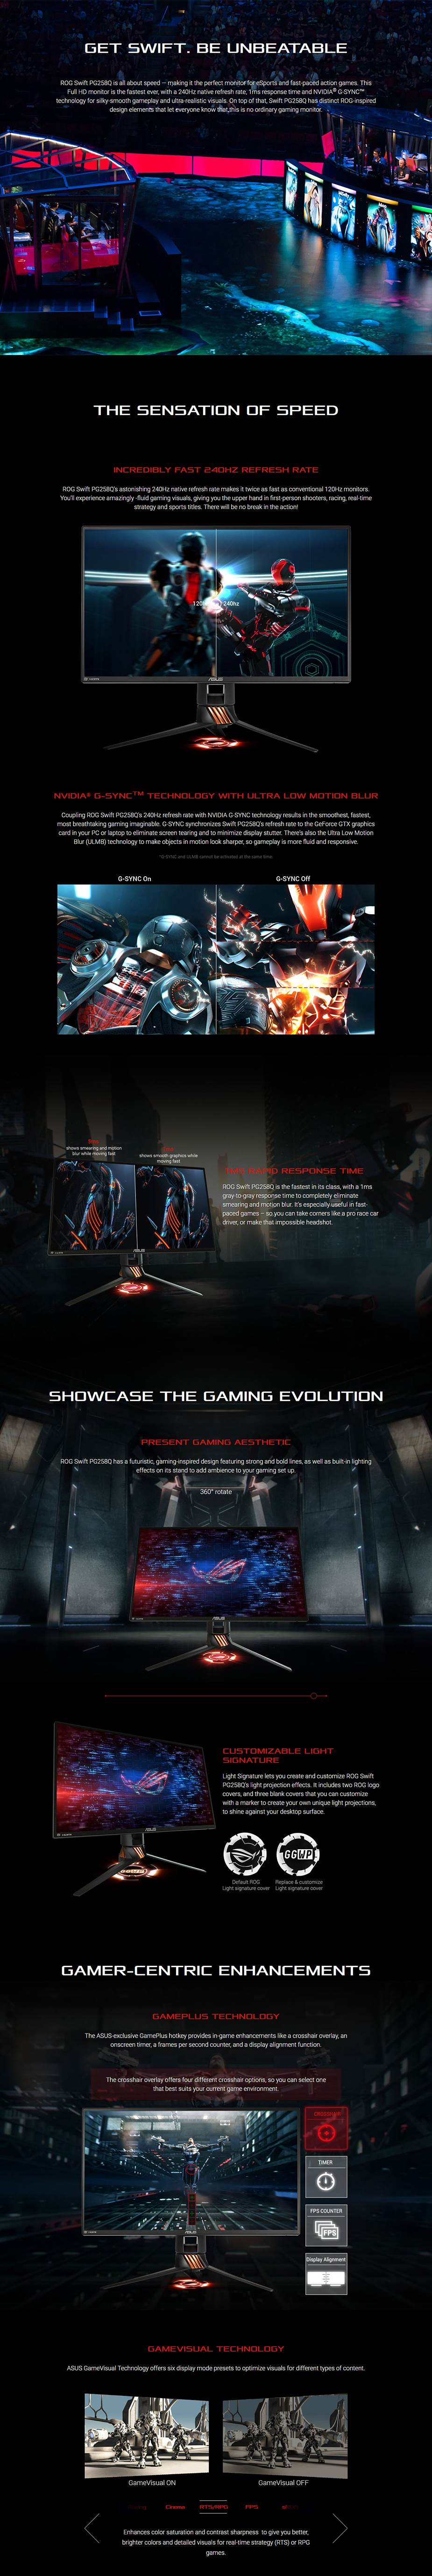 GET SWIFT. BE UNBEATABLE
ROG Swift PG258Q is all about speed – making it the perfect monitor for eSports and fast-paced action games. This
Full HD monitor is the fastest ever, with a 240Hz native refresh rate, 1ms response time and NVIDIA® G-SYNC™
technology for silky-smooth gameplay and ultra-realistic visuals. On top of that, Swift PG258Q has distinct ROG-inspired
design elements that let everyone know that this is no ordinary gaming monitor.
THE SENSATION OF SPEED
INCREDIBLY FAST 240HZ REFRESH RATE
ROG Swift PG258Q's astonishing 240Hz native refresh rate makes it twice as fast as conventional 120Hz monitors.
You'll experience amazingly -fluid gaming visuals, giving you the upper hand in first-person shooters, racing, real-time
strategy and sports titles. There will be no break in the action!
240hz
ASUS
NVIDIA® G-SYNC™ TECHNOLOGY WITH ULTRA LOW MOTION BLUR
Coupling ROG Swift PG258Q's 240Hz refresh rate with NVIDIA G-SYNC technology results in the smoothest, fastest,
most breathtaking gaming imaginable. G-SYNC synchronizes Swift PG258Q's refresh rate to the GeForce GTX graphics
card in your PC or laptop to eliminate screen tearing and to minimize display stutter. There's also the Ultra Low Motion
Blur (ULMB) technology to make objects in motion look sharper, so gameplay is more fluid and responsive.
*G-SYNC and ULMB cannot be activated at the same time.
G-SYNC On
G-SYNC Off
shows smearing and motion
blur while moving fast
shows smooth graphics while
moving fast
ASUS
RAPID RESPONSE TIME
ROG Swift PG258Q is the fastest in its class, with a 1ms
gray-to-gray response time to completely eliminate
smearing and motion blur. It's especially useful in fast-
paced games – so you can take corners like a pro race car
driver, or make that impossible headshot.
SHOWCASE THE GAMING EVOLUTION
PRESENT GAMING AESTHETIC
ROG Swift PG258Q has a futuristic, gaming-inspired design featuring strong and bold lines, as well as built-in lighting
effects on its stand to add ambience to your gaming set up.
360° rotate
ASUS
CUSTOMIZABLE LIGHT
SIGNATURE
Light Signature lets you create and customize ROG Swift
PG258Q's light projection effects. It includes two ROG logo
covers, and three blank covers that you can customize
with a marker to create your own unique light projections,
to shine against your desktop surface.
ASUS
GGWP
Default ROG
Light signature cover
Replace & customize
Light signature cover
GAMER-CENTRIC ENHANCEMENTS
GAMEPLUS TECHNOLOGY
The ASUS-exclusive GamePlus hotkey provides in-game enhancements like a crosshair overlay, an
onscreen timer, a frames per second counter, and a display alignment function.
The crosshair overlay offers four different crosshair options, so you can select one
that best suits your current game environment.
CROSSHAIR
TIMER
FPS COUNTER
FPS
Display Alignment
ASUS
GAMEVISUAL TECHNOLOGY
ASUS GameVisual Technology offers six display mode presets to optimize visuals for different types of content.
GameVisual ON
GameVisual OFF
Cinema
RTS/RPG
FPS
Enhances color saturation and contrast sharpness to give you better,
brighter colors and detailed visuals for real-time strategy (RTS) or RPG
games.